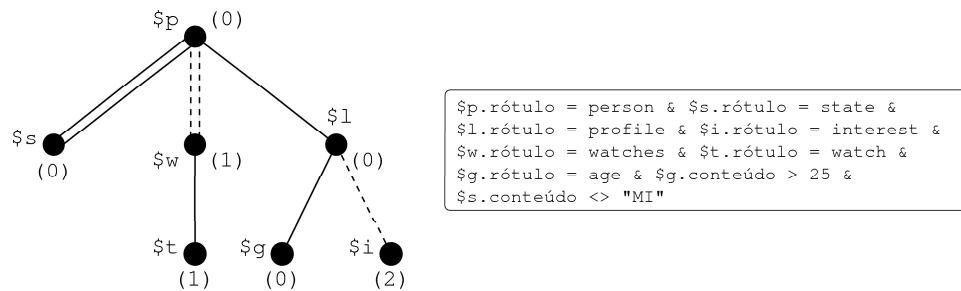 $p (0)
$s
(0)
$w (1)
$l
(0)
$t
(1)
$g
(0)
$i
(2)
$p.rótulo = person & $s.rótulo = state &
$l.rótulo = profile & $i.rótulo = interest &
$w.rótulo = watches & $t.rótulo = watch &
$g.rótulo = age & $g.conteúdo > 25 &
$s.conteúdo <> "MI"